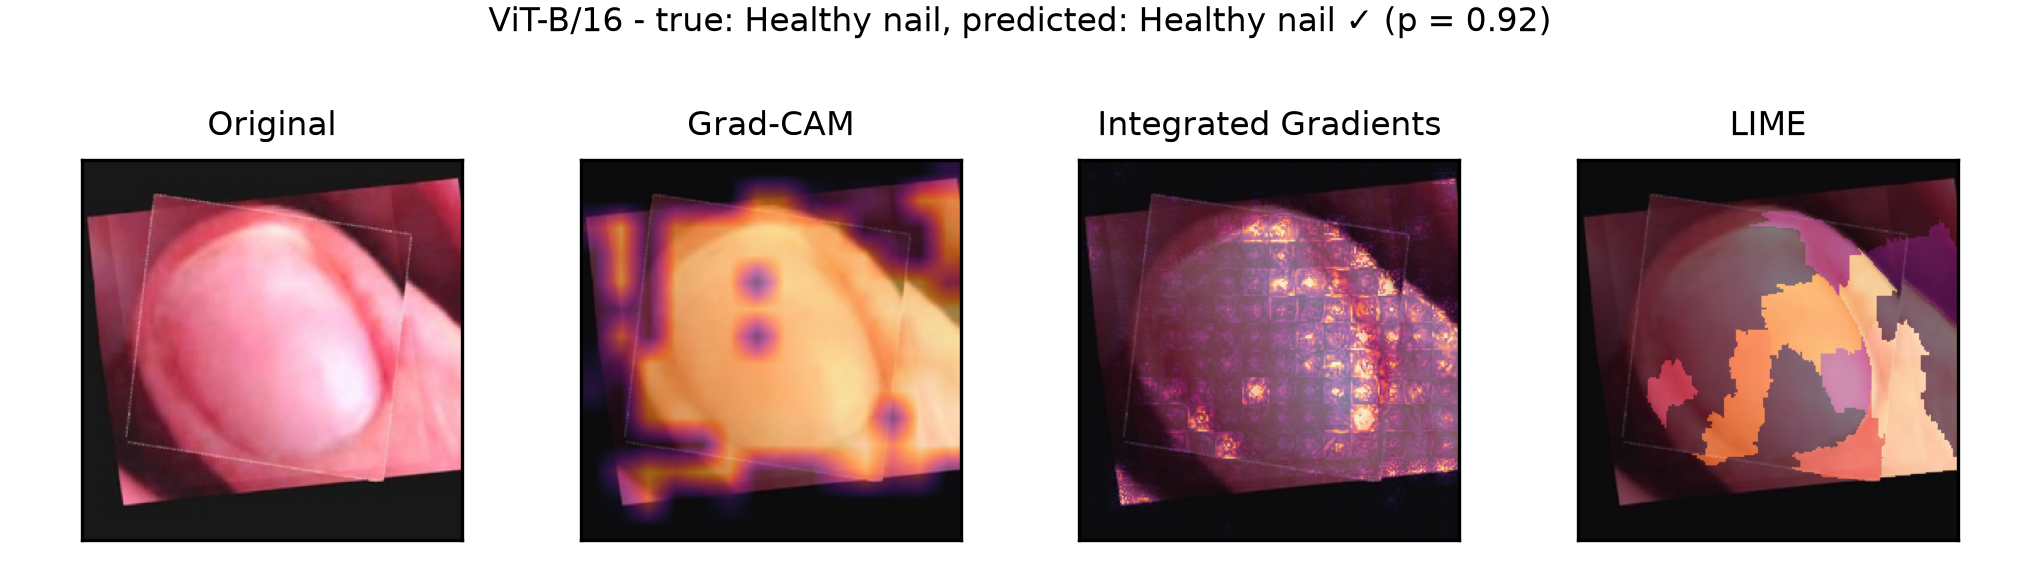 ViT-B/16 - true: Healthy nail, predicted: Healthy nail ✓ (p = 0.92)
Original
Grad-CAM
Integrated Gradients
LIME